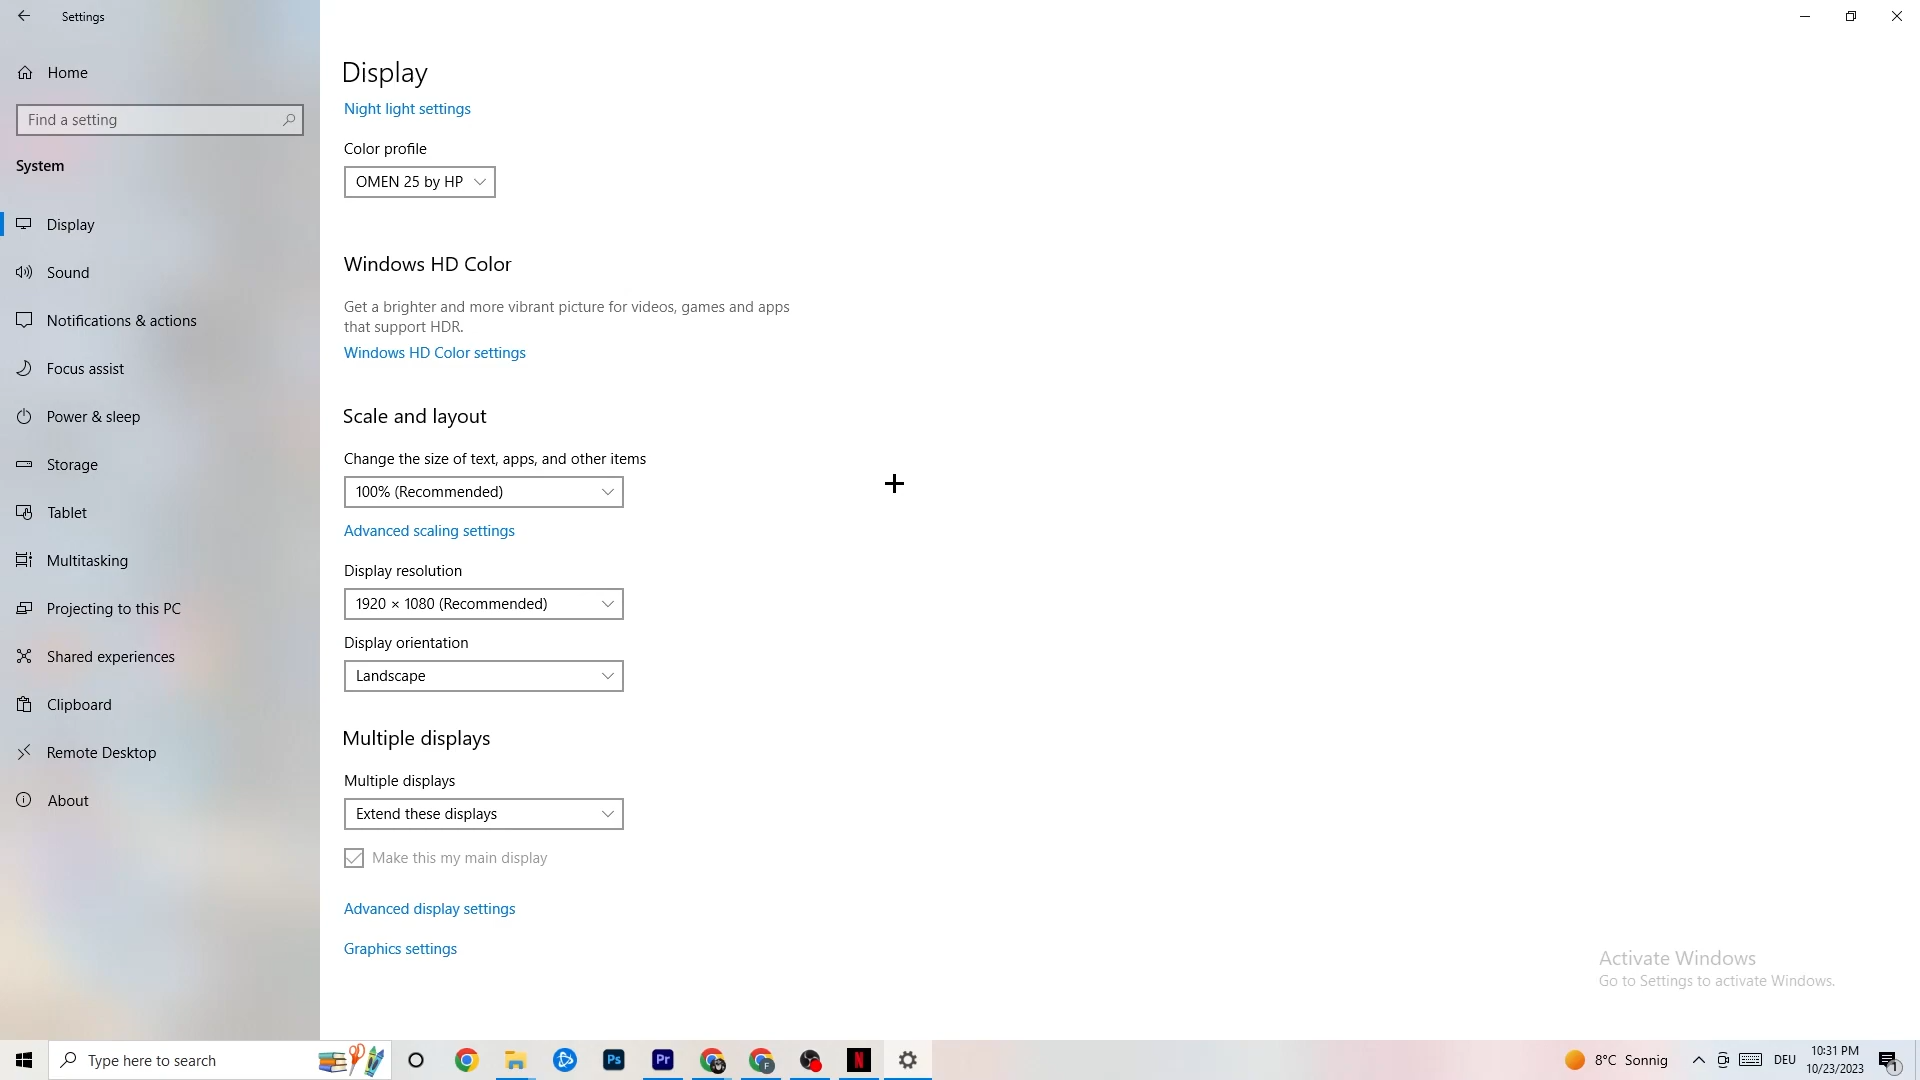 Settings
Home
Find a setting
System
Display
Sound
Notifications & actions
Focus assist
Power & sleep
Storage
Tablet
Multitasking
Projecting to this PC
Shared experiences
Clipboard
Remote Desktop
About
Display
Night light settings
Color profile
OMEN 25 by HP
Windows HD Color
Get a brighter and more vibrant picture for videos, games and apps
that support HDR.
Windows HD Color settings
Scale and layout
Change the size of text, apps, and other items
100% (Recommended)
Advanced scaling settings
Display resolution
1920 × 1080 (Recommended)
Display orientation
Landscape
Multiple displays
Multiple displays
Extend these displays
Make this my main display
Advanced display settings
Graphics settings
Activate Windows
Go to Settings to activate Windows.
Type here to search
Ps
Pr
F
N
8°C Sonnig
DEU
10:31 PM
10/23/2023
1